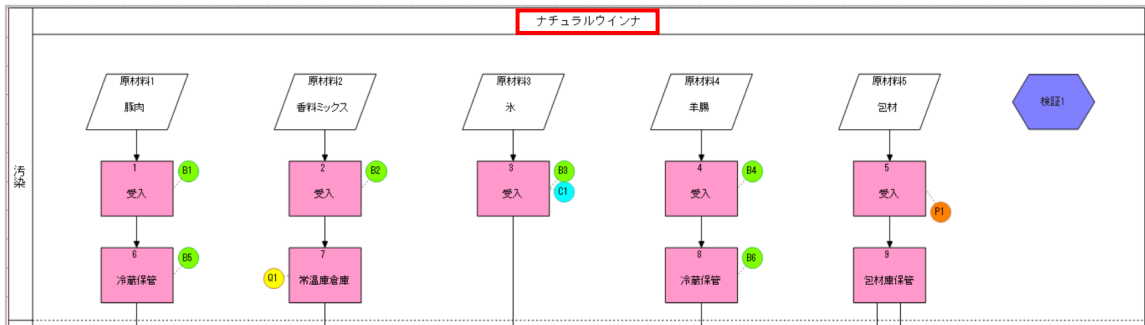 ナチュラルウインナ
原材料1
豚肉
原材料2
香料ミックス
原材料3
氷
原材料4
羊腸
原材料5
包材
検証1
汚染
1
受入
B1
2
受入
B2
3
受入
B3
C1
4
受入
B4
5
受入
P1
6
冷蔵保管
B5
7
常温庫倉庫
Q1
8
冷蔵保管
B6
9
包材庫保管